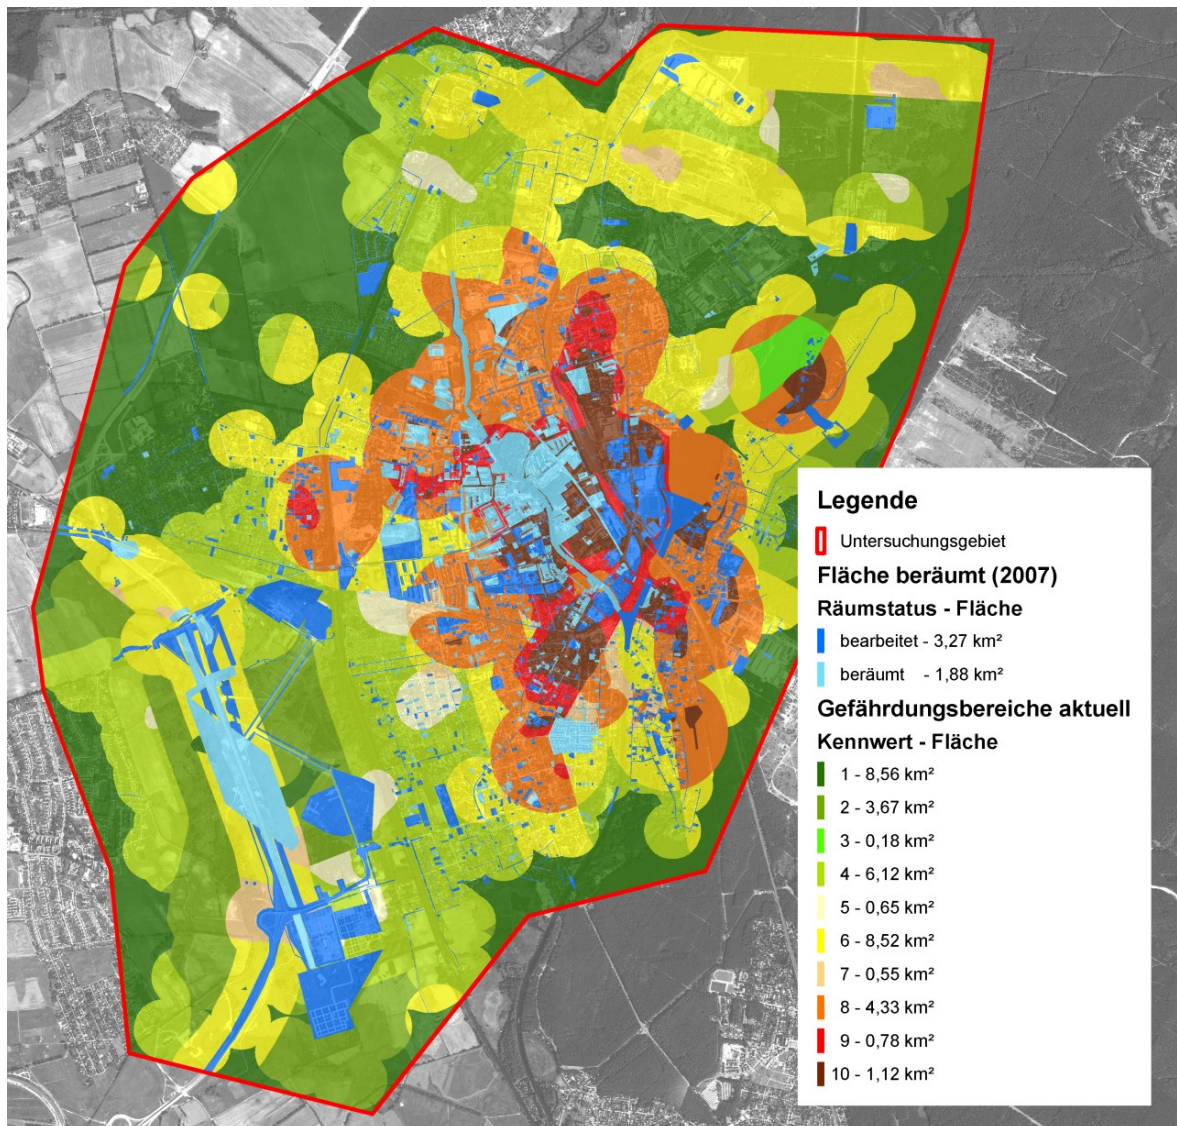 Legende
Untersuchungsgebiet
Fläche beräumt (2007)
Räumstatus - Fläche
bearbeitet - 3,27 km²
beräumt - 1,88 km²
Gefährdungsbereiche aktuell
Kennwert - Fläche
1 - 8,56 km²
2 - 3,67 km²
3 - 0,18 km²
4 - 6,12 km²
5 - 0,65 km²
6 - 8,52 km²
7 - 0,55 km²
8 - 4,33 km²
9 - 0,78 km²
10 - 1,12 km²